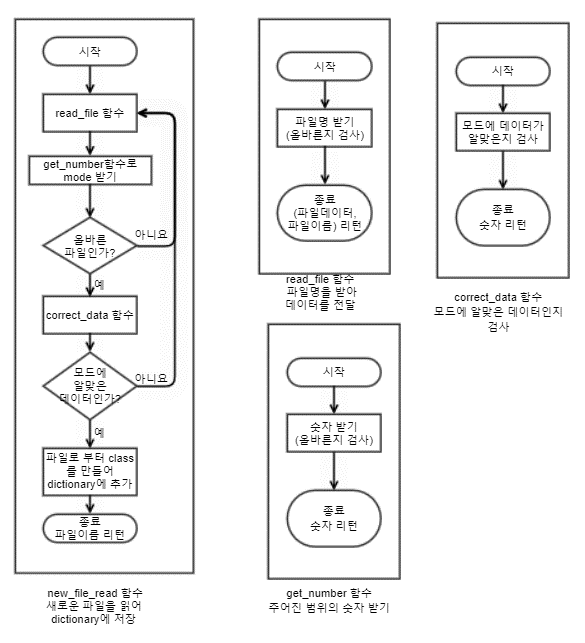 시작
read_file 함수
get_number함수로
mode 받기
올바른
파일인가?
아니요
예
correct_data 함수
모드에
알맞은
데이터인가?
아니요
예
파일로 부터 class
를 만들어
dictionary에 추가
종료
파일이름 리턴
new_file_read 함수
새로운 파일을 읽어
dictionary에 저장
시작
파일명 받기
(올바른지 검사)
종료
(파일데이터,
파일이름) 리턴
read_file 함수
파일명을 받아
데이터를 전달
시작
숫자 받기
(올바른지 검사)
종료
숫자 리턴
get_number 함수
주어진 범위의 숫자 받기
시작
모드에 데이터가
알맞은지 검사
종료
숫자 리턴
correct_data 함수
모드에 알맞은 데이터인지
검사